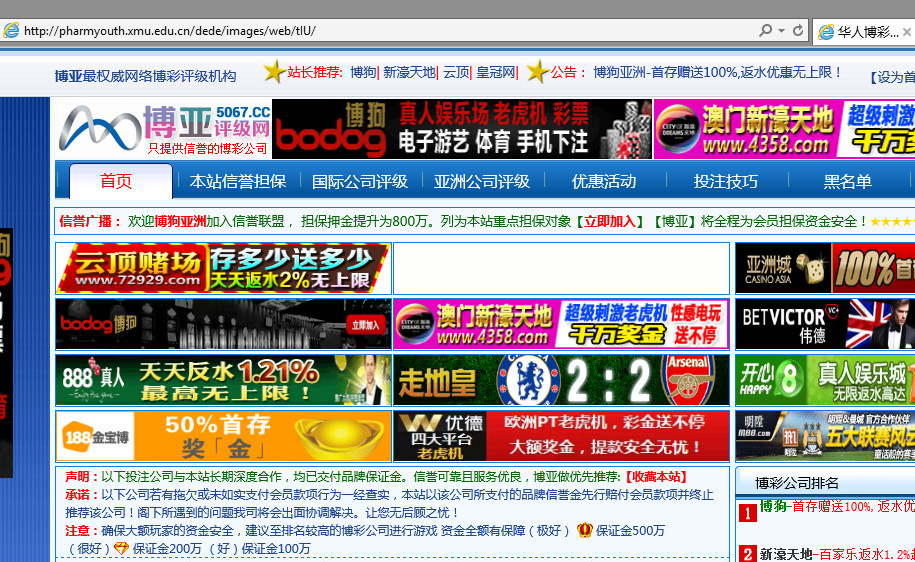 http://pharmyouth.xmu.edu.cn/dede/images/web/tlU/
华人博彩...
博亚最权威网络博彩评级机构
站长推荐: 博狗| 新濠天地| 云顶| 皇冠网|
公告： 博狗亚洲-首存赠送100%,返水优惠无上限！
【设为首
博亚
5067.CC
评级网
只提供信誉的博彩公司
bodog
博狗
真人娱乐场 老虎机 彩票
电子游艺 体育 手机下注
CITY OF DREAMS
澳门新濠天地
www.4358.com
超级刺
千万
首页
本站信誉担保
国际公司评级
亚洲公司评级
优惠活动
投注技巧
黑名单
信誉广播： 欢迎博狗亚洲加入信誉联盟， 担保押金提升为800万。列为本站重点担保对象【立即加入】【博亚】将全程为会员担保资金安全！
云顶赌场
www.72929.com
存多少送多少
天天返水2%无上限
亚洲城
CASINO ASIA
100%首
bodog博狗
立即加入
CITY OF DREAMS
澳门新濠天地
www.4358.com
超级刺激老虎机
千万奖金
性感电玩
送不停
BETVICTOR VC
伟德
888真人
天天反水1.21%
最高无上限！
走地皇
2:2
Arsenal
开心8
HAPPY
真人娱乐城
无限返水高达
188金宝博
50%首存
奖「金」
W优德
四大平台
老虎机
欧洲PT老虎机，彩金送不停
大额奖金，提款安全无忧！
明陞
m88.com
明陞&曼城 官方合作伙伴
五大联赛风云
声明：以下投注公司与本站长期深度合作，均已交付品牌保证金。信誉可靠且服务优良，博亚做优先推荐:【收藏本站】
承诺：以下公司若有拖欠或未如实支付会员款项行为一经查实，本站以该公司所支付的品牌信誉金先行赔付会员款项并终止
推荐该公司！阁下所遇到的问题我司将会出面协调解决。让您无后顾之忧！
注意：确保大额玩家的资金安全，建议至排名较高的博彩公司进行游戏 资金全额有保障（极好） 保证金500万
（很好） 保证金200万 （好）保证金100万
博彩公司排名
1 博狗-首存赠送100%,返水优
2 新濠天地-百家乐返水1.2%